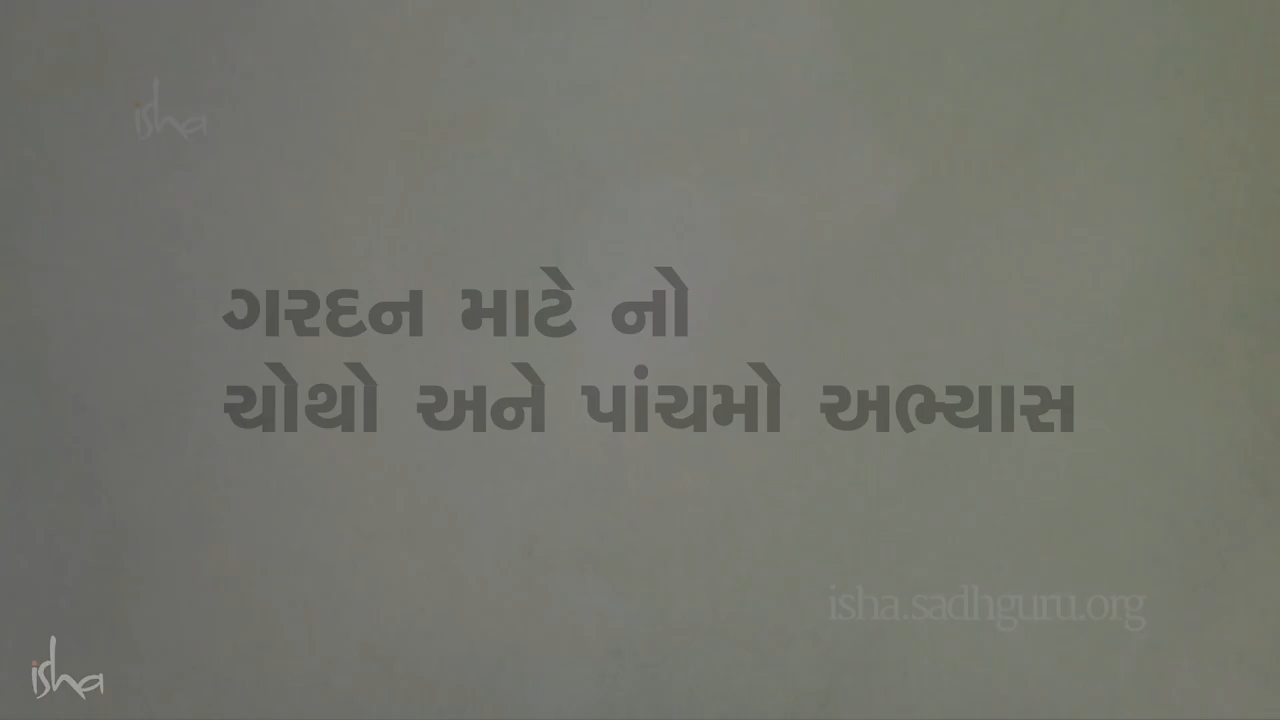 isha
ગરદન માટે નો
ચોથો અને પાંચમો અભ્યાસ
isha.sadhguru.org
isha